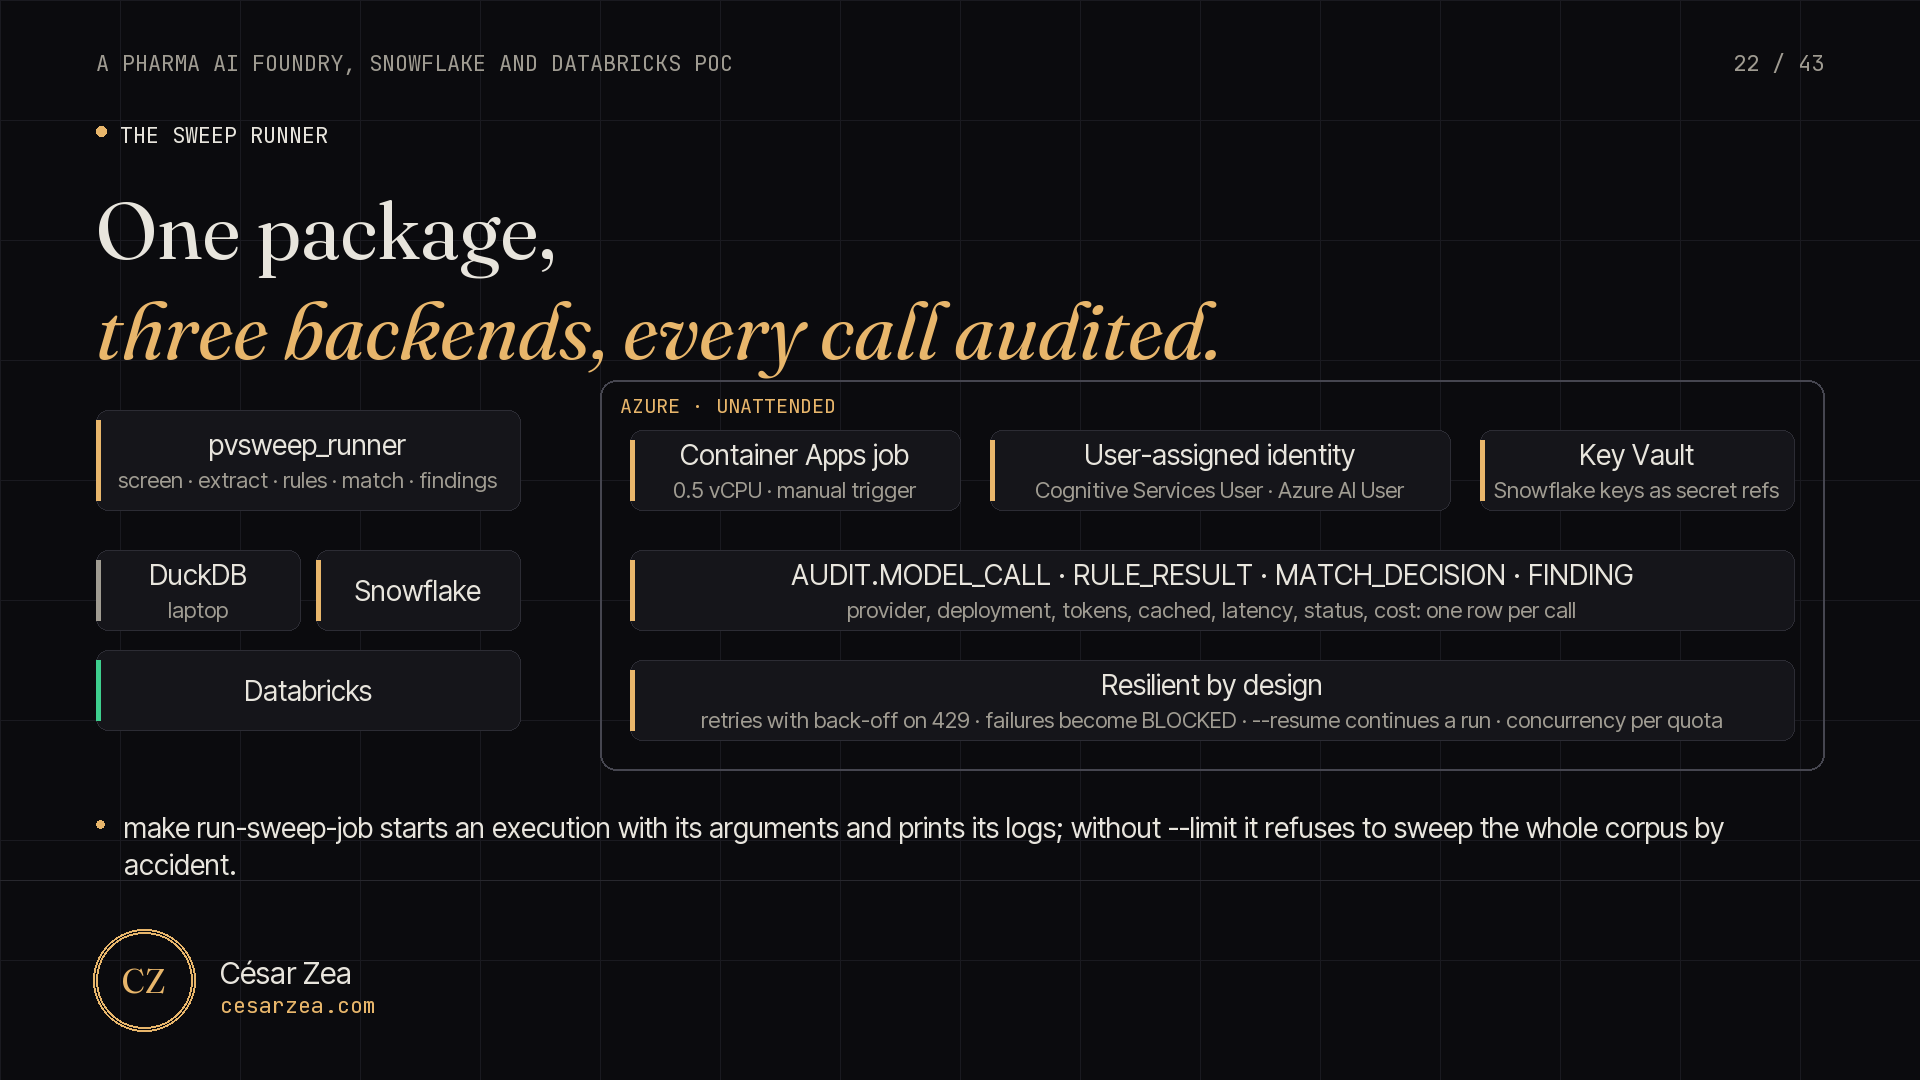 A PHARMA AI FOUNDRY, SNOWFLAKE AND DATABRICKS POC
22 / 43
THE SWEEP RUNNER
One package,
three backends, every call audited.
pvsweep_runner
screen · extract · rules · match · findings
DuckDB
laptop
Snowflake
Databricks
AZURE · UNATTENDED
Container Apps job
0.5 vCPU · manual trigger
User-assigned identity
Cognitive Services User · Azure AI User
Key Vault
Snowflake keys as secret refs
AUDIT.MODEL_CALL · RULE_RESULT · MATCH_DECISION · FINDING
provider, deployment, tokens, cached, latency, status, cost: one row per call
Resilient by design
retries with back-off on 429 · failures become BLOCKED · --resume continues a run · concurrency per quota
make run-sweep-job starts an execution with its arguments and prints its logs; without --limit it refuses to sweep the whole corpus by
accident.
CZ
César Zea
cesarzea.com